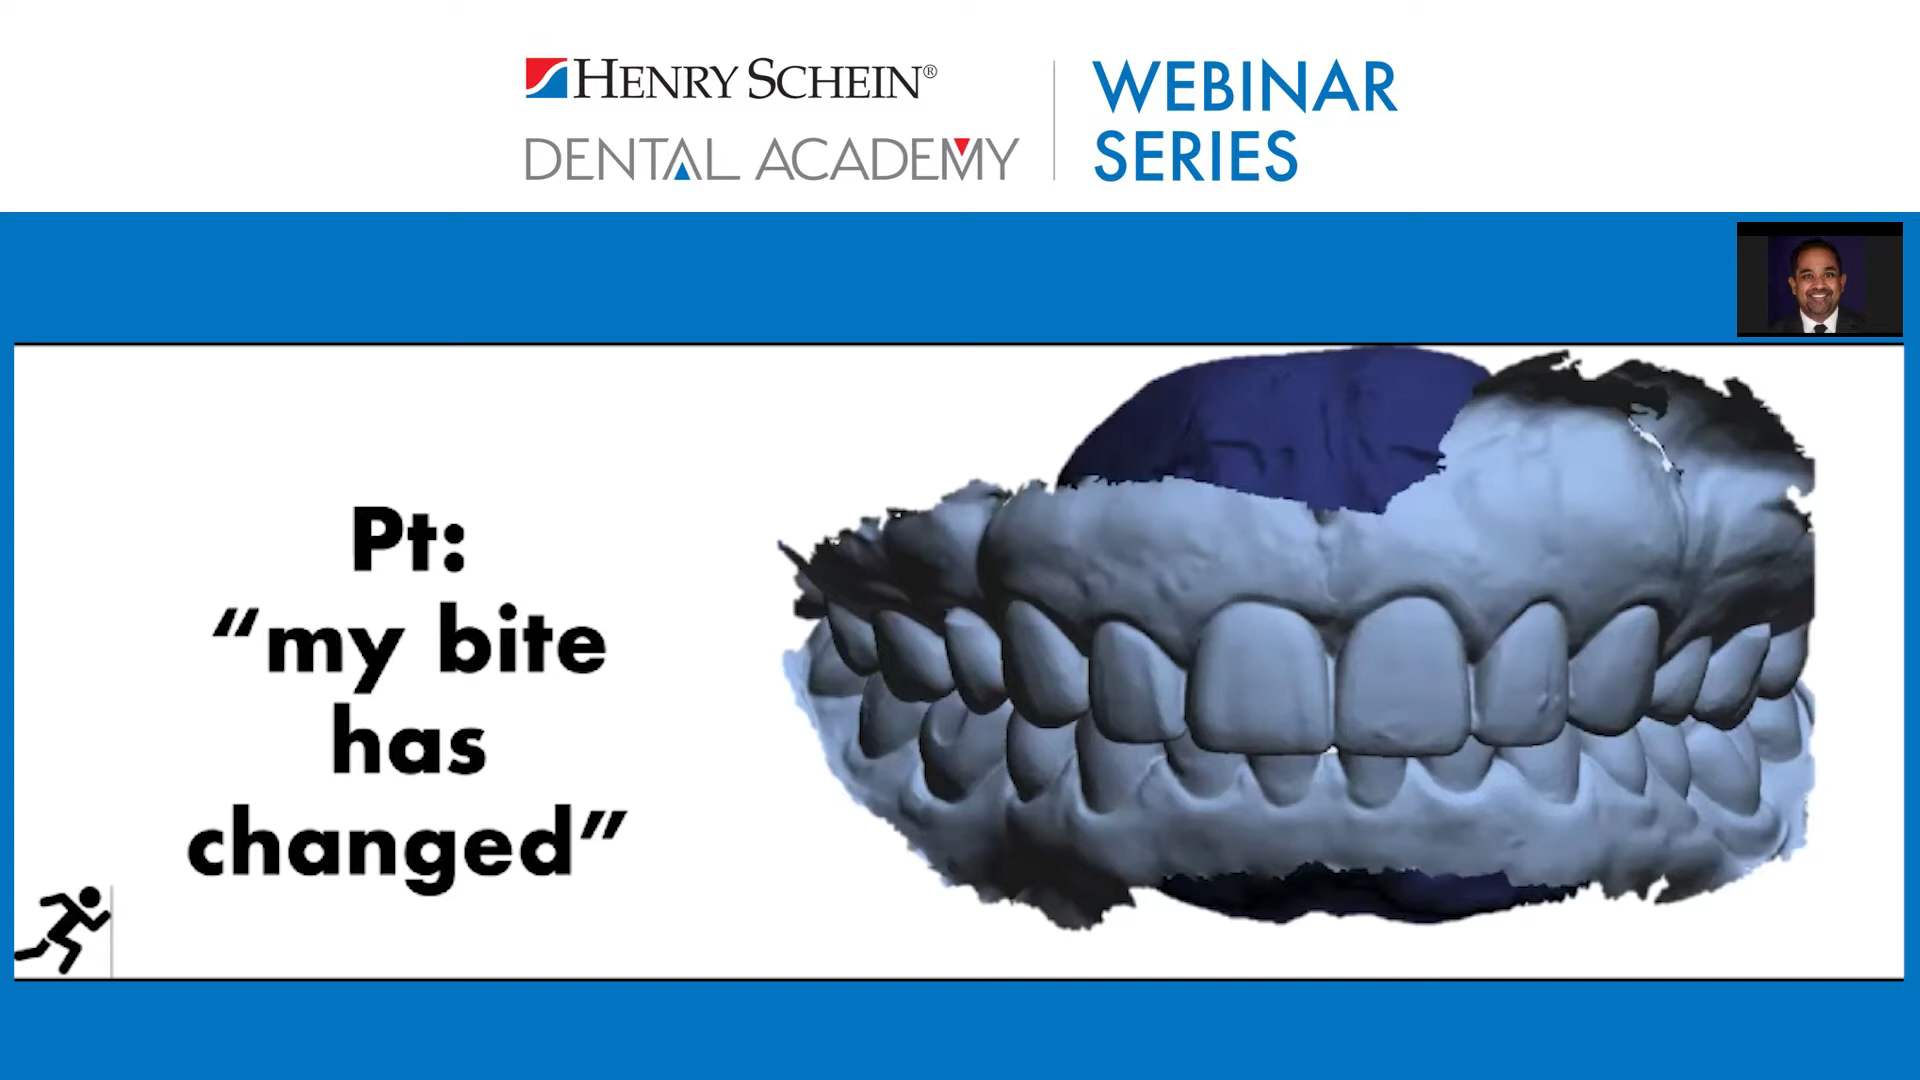 HENRY SCHEIN®
DENTAL ACADEMY
WEBINAR
SERIES
Pt:
“my bite
has
changed”